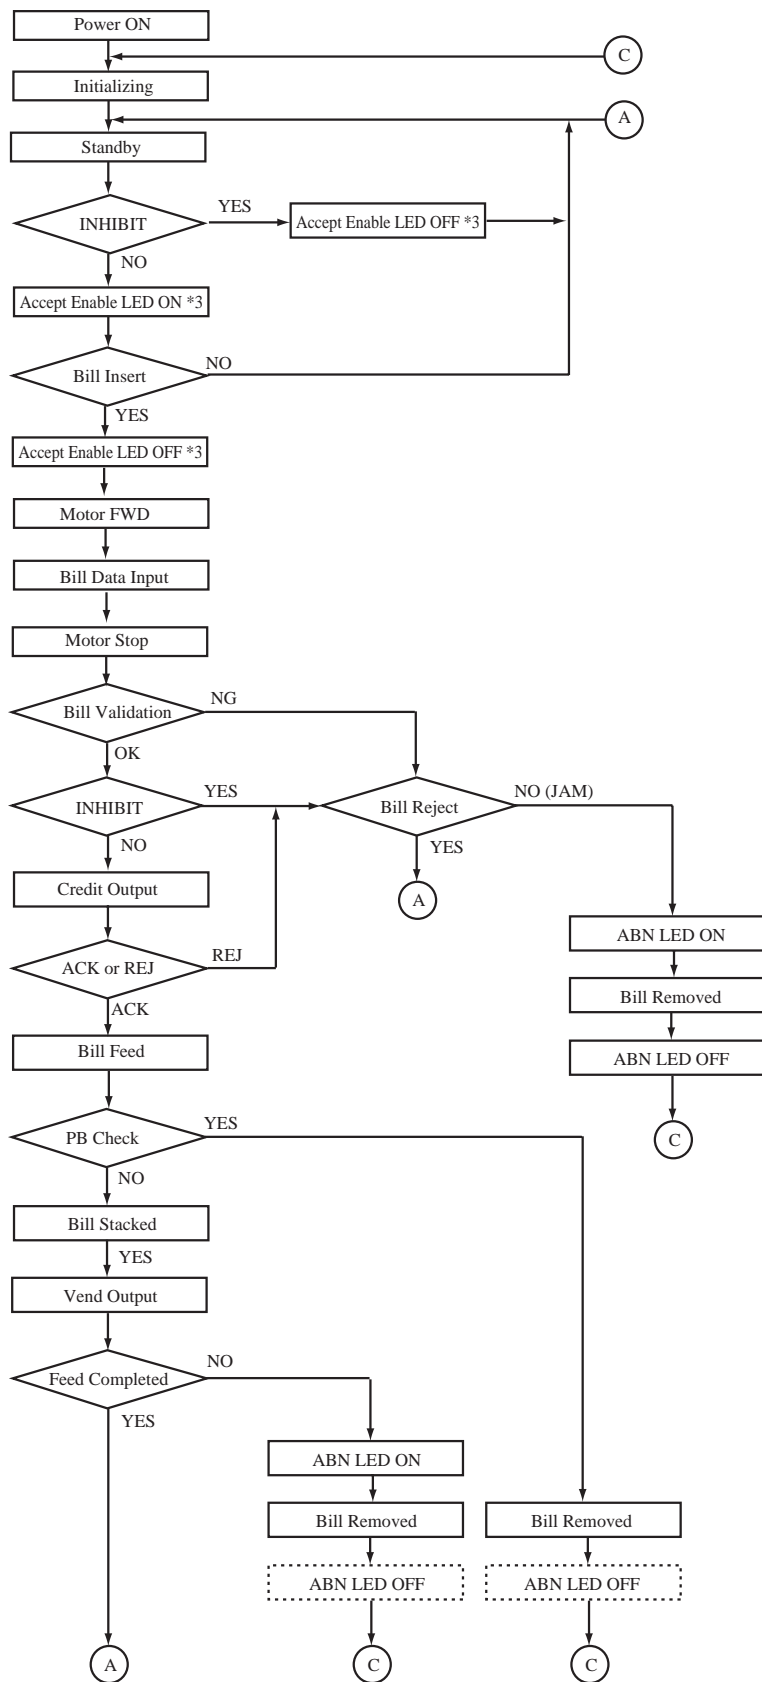 Power ON
C
Initializing
A
Standby
INHIBIT
YES
Accept Enable LED OFF *3
NO
Accept Enable LED ON *3
Bill Insert
NO
YES
Accept Enable LED OFF *3
Motor FWD
Bill Data Input
Motor Stop
Bill Validation
NG
OK
INHIBIT
YES
Bill Reject
NO (JAM)
NO
YES
Credit Output
A
ABN LED ON
ACK or REJ
REJ
Bill Removed
ACK
Bill Feed
ABN LED OFF
PB Check
YES
C
NO
Bill Stacked
YES
Vend Output
Feed Completed
NO
YES
ABN LED ON
Bill Removed
Bill Removed
ABN LED OFF
ABN LED OFF
A
C
C